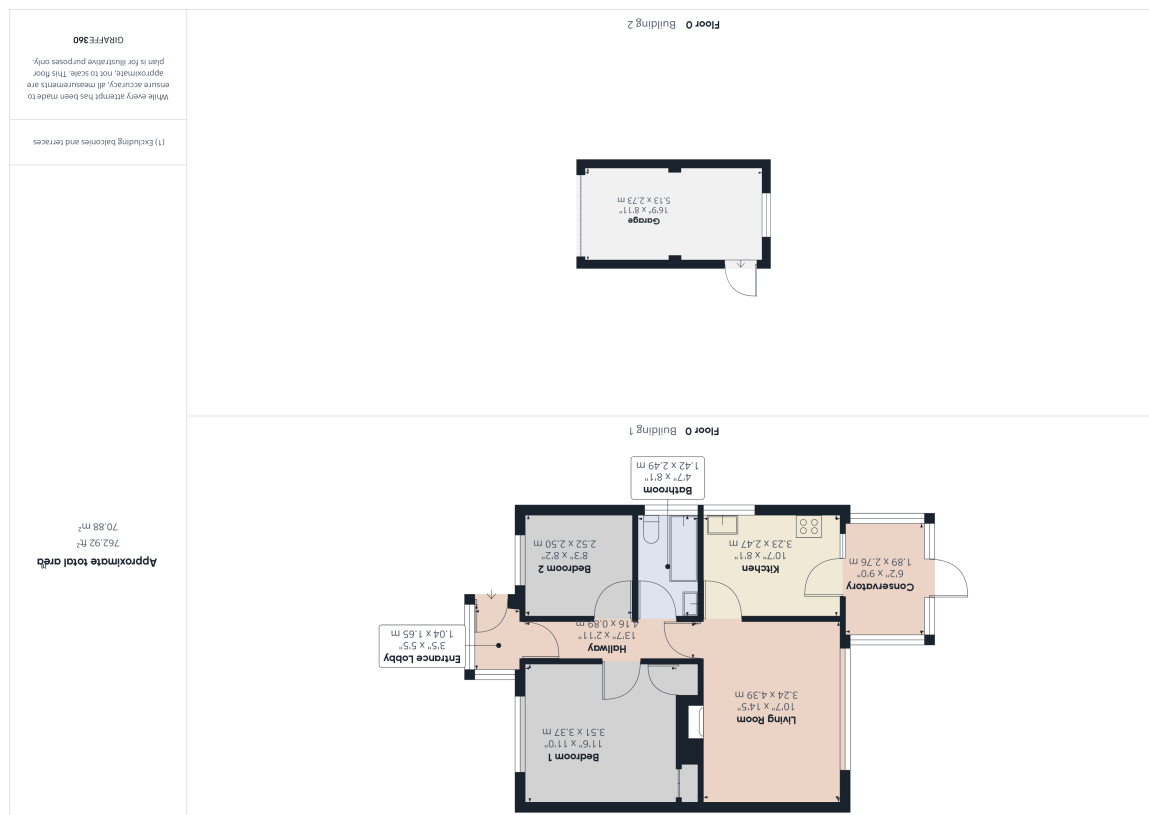 Bedroom 1
11'6" x 11'0"
3.51 x 3.37 m
Living Room
10'7" x 14'5"
3.24 x 4.39 m
Entrance Lobby
3'5" x 5'5"
1.04 x 1.65 m
Hallway
13'7" x 2'11"
4.16 x 0.89 m
Conservatory
6'2" x 9'0"
1.89 x 2.76 m
Kitchen
10'7" x 8'1"
3.23 x 2.47 m
Bedroom 2
8'3" x 8'2"
2.52 x 2.50 m
Bathroom
4'7" x 8'1"
1.42 x 2.49 m
Floor 0 Building 1
Garage
16'9" x 8'11"
5.13 x 2.73 m
Floor 0 Building 2
Approximate total area(1)
762.92 ft²
70.88 m²
(1) Excluding balconies and terraces
While every attempt has been made to
ensure accuracy, all measurements are
approximate, not to scale. This floor
plan is for illustrative purposes only.
GIRAFFE360